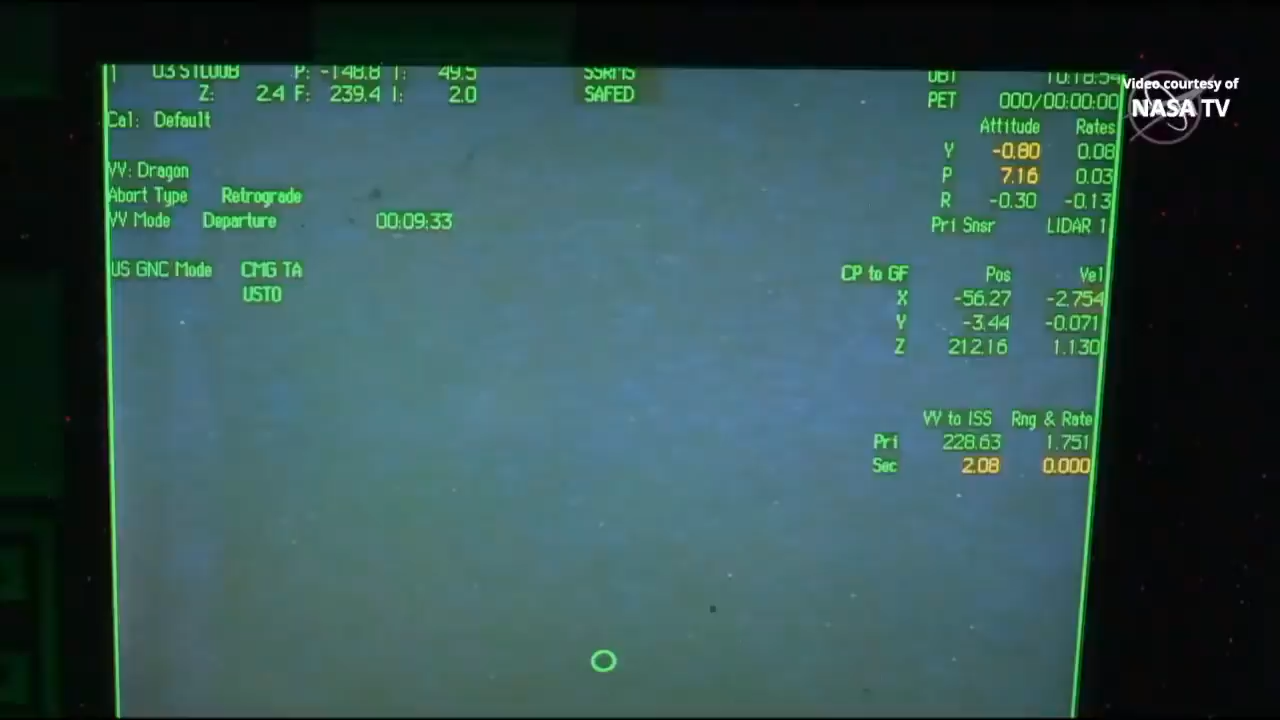 P: -148.8 T: 49.5 SSRMS GMT 10:18:54
Z: 2.4 F: 239.4 I: 2.0 SAFED PET 000/00:00:00
Video courtesy of
NASA TV
Cal: Default
Attitude Rates
Y -0.80 0.08
VV: Dragon P 7.16 0.03
Abort Type Retrograde R -0.30 -0.13
VV Mode Departure 00:09:33 Pri Snsr LIDAR 1
US GNC Mode CMG TA CP to GF Pos Vel
USTO X -56.27 -2.754
Y -3.44 -0.071
Z 212.16 1.130
VV to ISS Rng & Rate
Pri 228.63 1.751
Sec 2.08 0.000